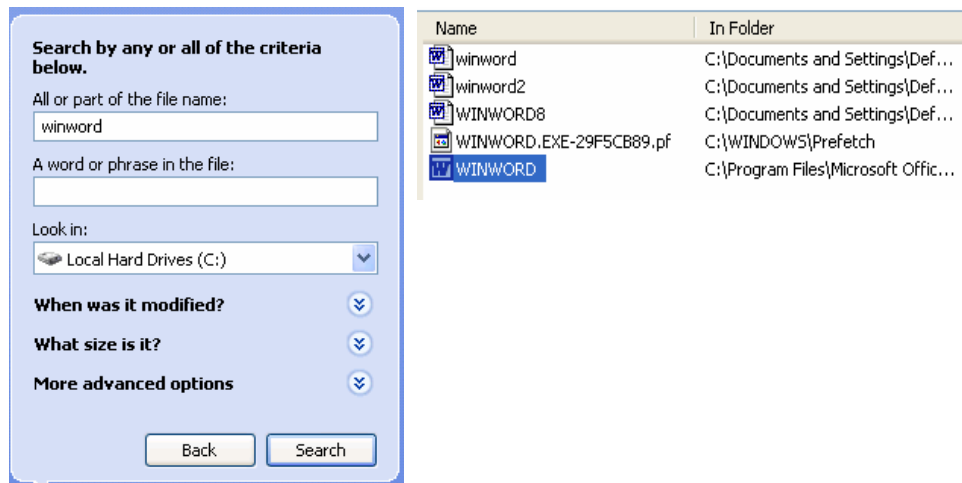 Search by any or all of the criteria
below.
All or part of the file name:
winword
A word or phrase in the file:
Look in:
Local Hard Drives (C:)
When was it modified?
What size is it?
More advanced options
Back Search
Name In Folder
winword C:\Documents and Settings\Def...
winword2 C:\Documents and Settings\Def...
WINWORD8 C:\Documents and Settings\Def...
WINWORD.EXE-29F5CB89.pf C:\WINDOWS\Prefetch
WINWORD C:\Program Files\Microsoft Offic...